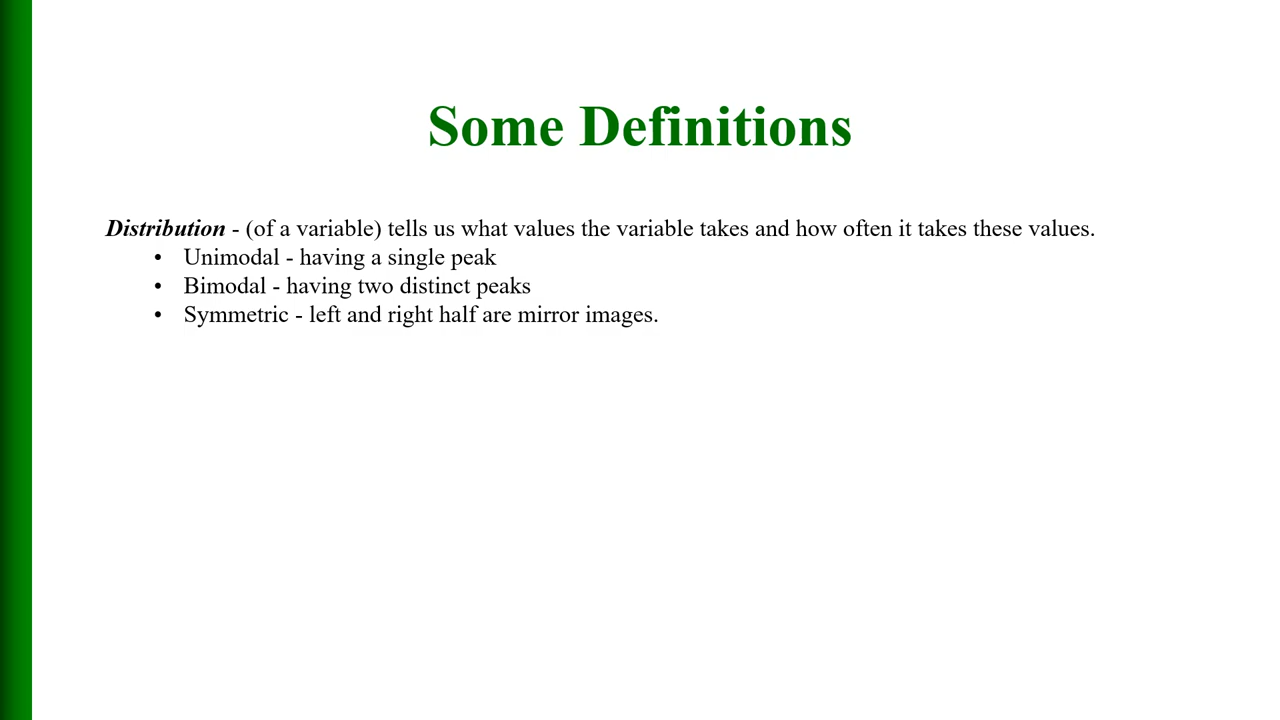 Some Definitions
Distribution - (of a variable) tells us what values the variable takes and how often it takes these values.
• Unimodal - having a single peak
• Bimodal - having two distinct peaks
• Symmetric - left and right half are mirror images.